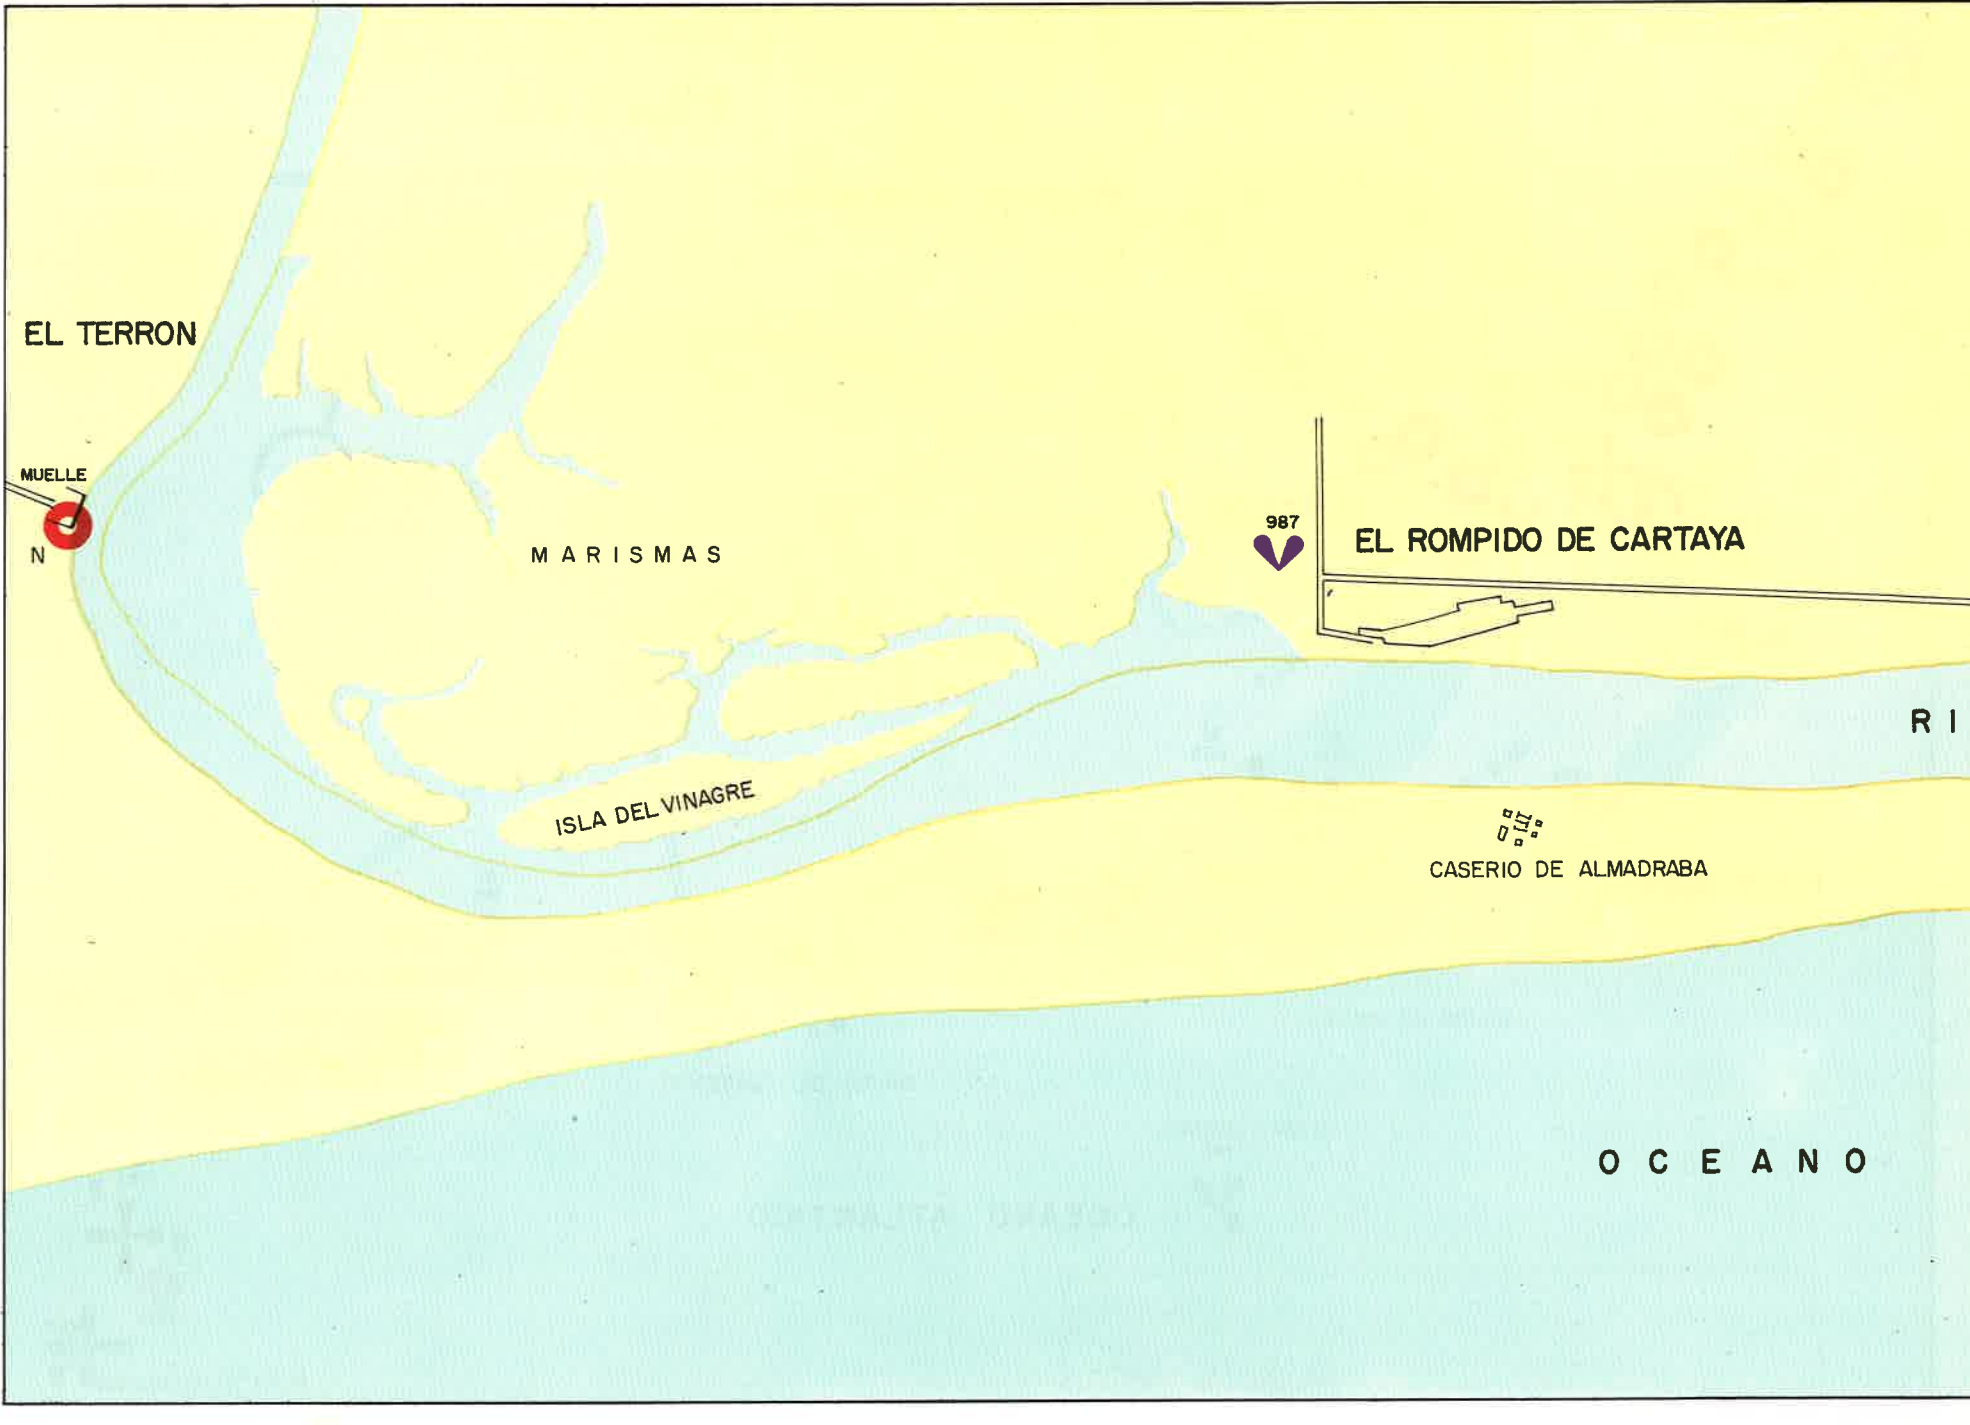 EL TERRON
MUELLE
N
MARISMAS
987
EL ROMPIDO DE CARTAYA
RI
ISLA DEL VINAGRE
CASERIO DE ALMADRABA
OCEANO